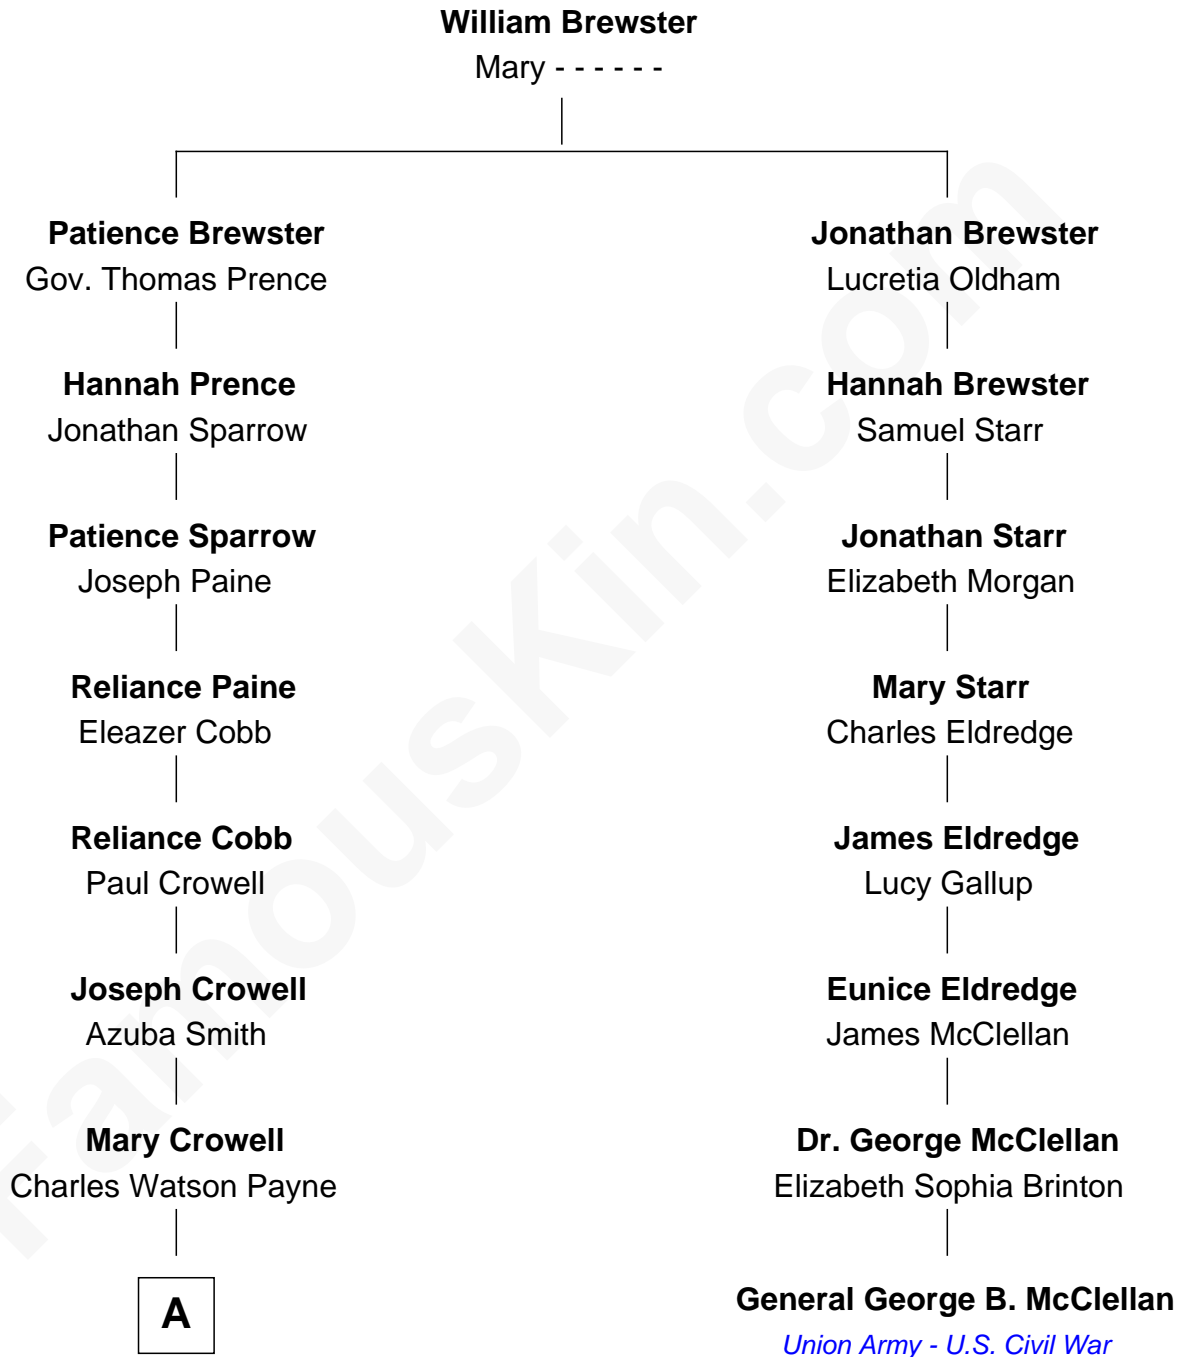 William Brewster
Mary - - - - - -
Patience Brewster
Gov. Thomas Prence
Jonathan Brewster
Lucretia Oldham
Hannah Prence
Jonathan Sparrow
Hannah Brewster
Samuel Starr
Patience Sparrow
Joseph Paine
Jonathan Starr
Elizabeth Morgan
Reliance Paine
Eleazer Cobb
Mary Starr
Charles Eldredge
Reliance Cobb
Paul Crowell
James Eldredge
Lucy Gallup
Joseph Crowell
Azuba Smith
Eunice Eldredge
James McClellan
Mary Crowell
Charles Watson Payne
Dr. George McClellan
Elizabeth Sophia Brinton
A
General George B. McClellan
Union Army - U.S. Civil War
FamousKin.com